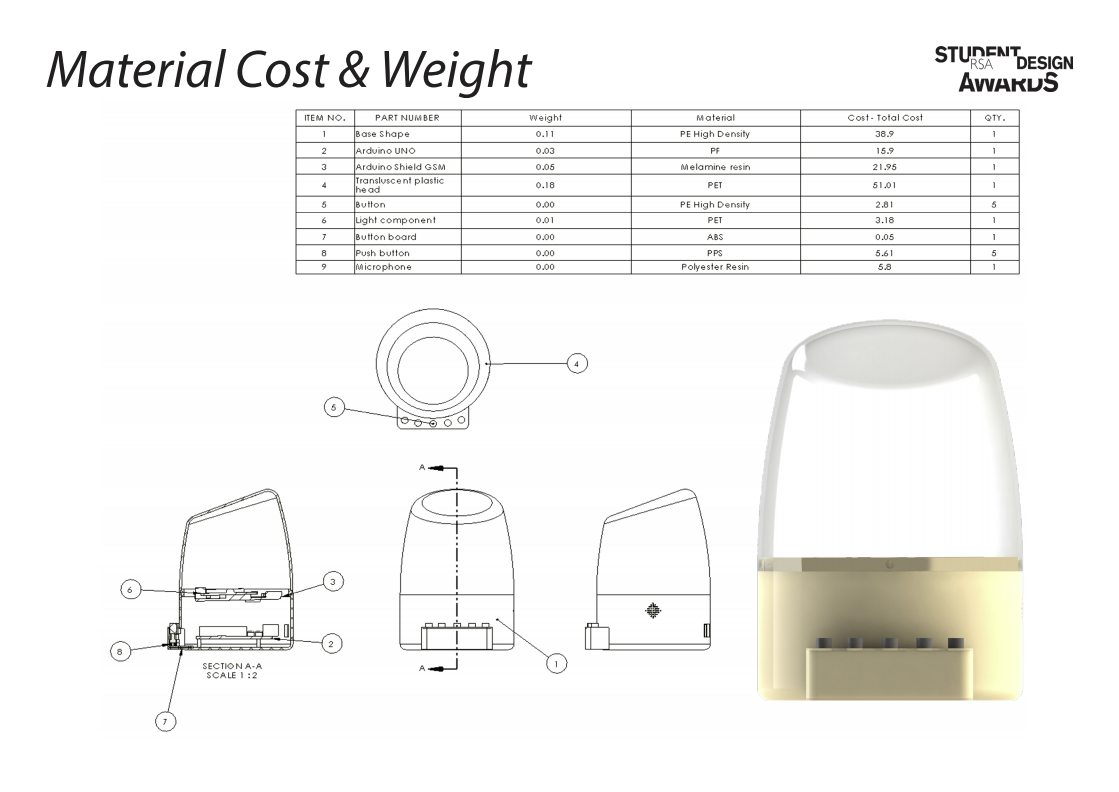 Material Cost & Weight
STUDENT
RSA DESIGN
AWARDS
ITEM NO. PART NUMBER Weight Material Cost - Total Cost QTY.
1 Base Shape 0.11 PE High Density 38.9 1
2 Arduino UNO 0.03 PF 15.9 1
3 Arduino Shield GSM 0.05 Melamine resin 21.95 1
4 Transluscent plastic head 0.18 PET 51.01 1
5 Button 0.00 PE High Density 2.81 5
6 Light component 0.01 PET 3.18 1
7 Button board 0.00 ABS 0.05 1
8 Push button 0.00 PPS 5.61 5
9 Microphone 0.00 Polyester Resin 5.8 1
4
5
A
6
3
8
2
SECTION A-A
SCALE 1 : 2
A
1
7